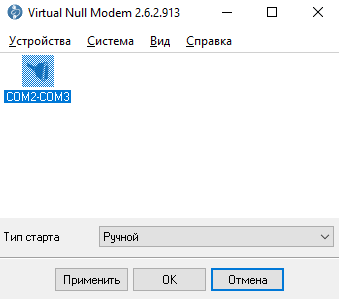 Virtual Null Modem 2.6.2.913
Устройства Система Вид Справка
COM2-COM3
Тип старта Ручной
Применить OK Отмена